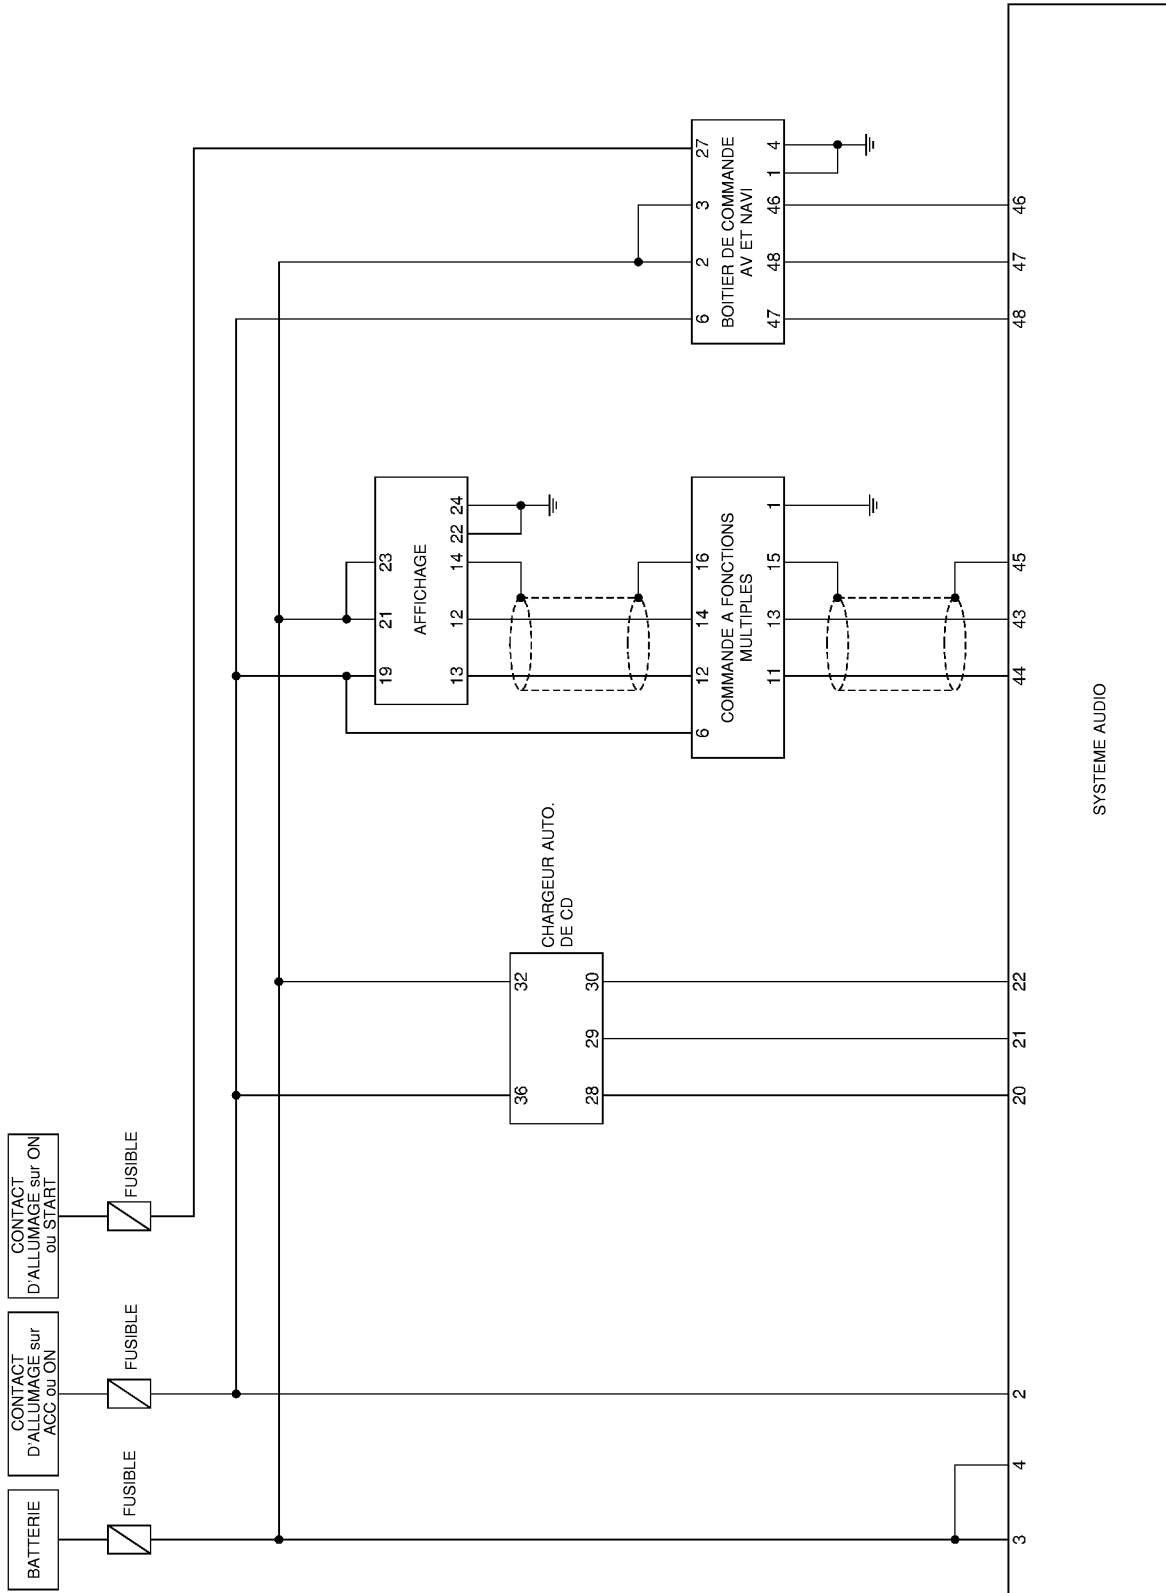 BATTERIE
FUSIBLE
CONTACT
D'ALLUMAGE sur
ACC ou ON
FUSIBLE
CONTACT
D'ALLUMAGE sur ON
ou START
FUSIBLE
CHARGEUR AUTO.
DE CD
36
32
28
29
30
AFFICHAGE
19
21
23
13
12
14
22
24
COMMANDE A FONCTIONS
MULTIPLES
6
12
14
16
11
13
15
1
BOITIER DE COMMANDE
AV ET NAVI
6
2
3
27
47
48
46
1
4
3
4
2
20
21
22
44
43
45
48
47
46
SYSTEME AUDIO